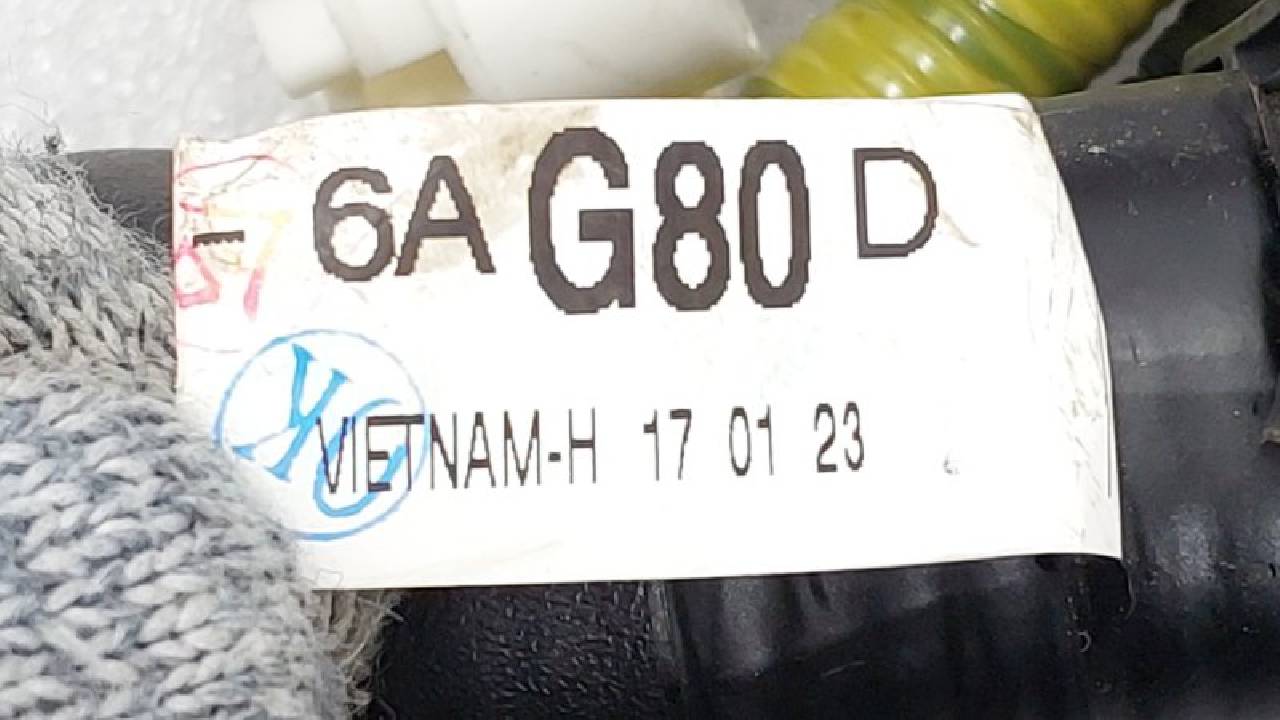 - 6A G80 D
VIETNAM-H 17 01 23